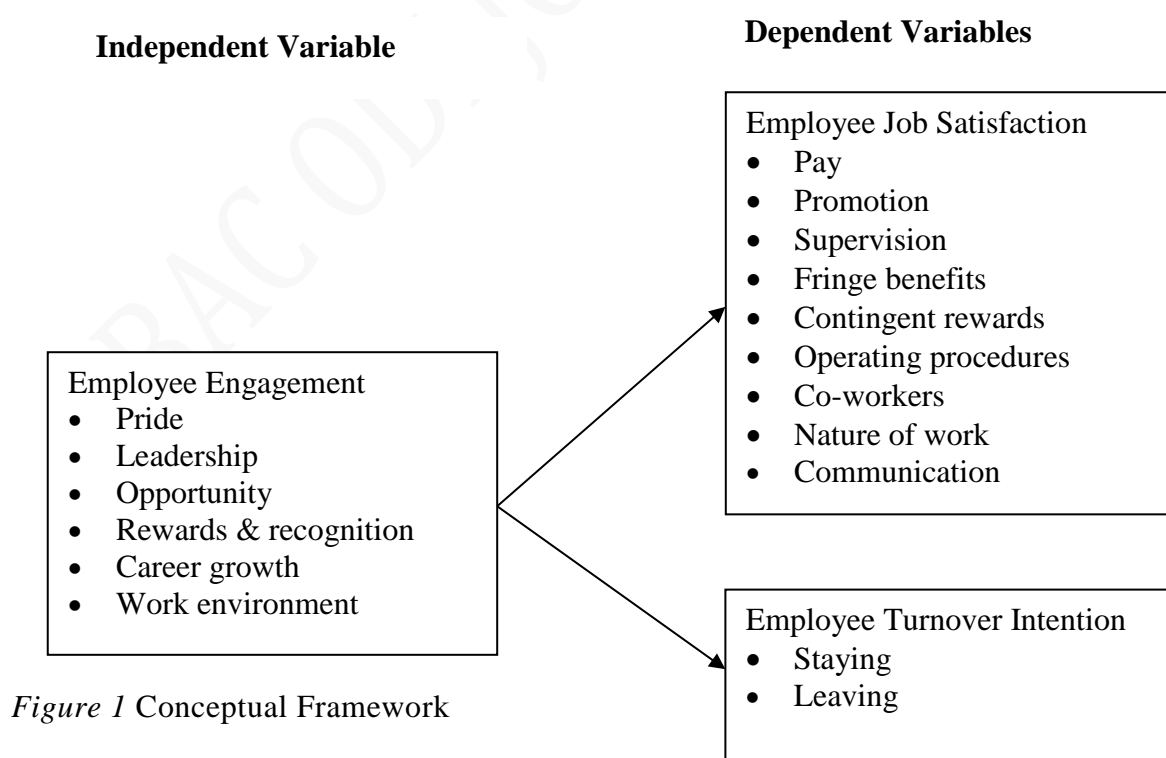 Independent Variable
Dependent Variables
Employee Engagement
• Pride
• Leadership
• Opportunity
• Rewards & recognition
• Career growth
• Work environment
Employee Job Satisfaction
• Pay
• Promotion
• Supervision
• Fringe benefits
• Contingent rewards
• Operating procedures
• Co-workers
• Nature of work
• Communication
Employee Turnover Intention
• Staying
• Leaving
Figure 1 Conceptual Framework